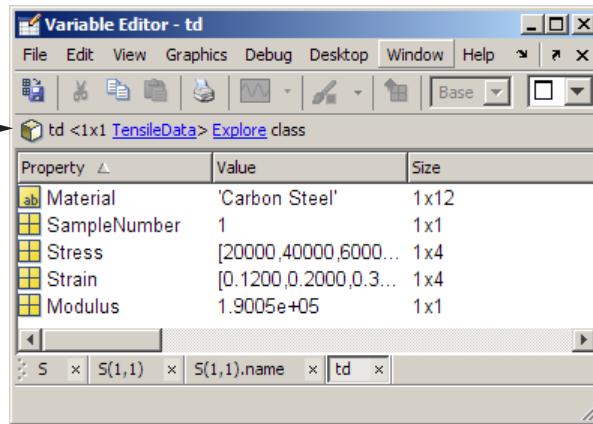 Variable Editor - td
File Edit View Graphics Debug Desktop Window Help
Base
td <1x1 TensileData> Explore class
Property Value Size
ab Material 'Carbon Steel' 1x12
SampleNumber 1 1x1
Stress [20000,40000,6000... 1x4
Strain [0.1200,0.2000,0.3... 1x4
Modulus 1.9005e+05 1x1
S × S(1,1) × S(1,1).name × td ×